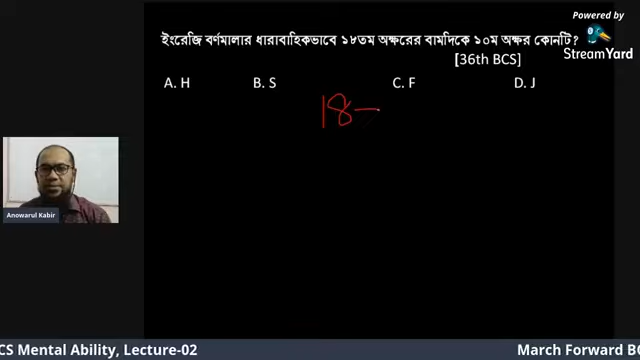 Powered by
StreamYard
ইংরেজি বর্ণমালার ধারাবাহিকভাবে ১৮তম অক্ষরের বামদিকে ১০ম অক্ষর কোনটি?
[36th BCS]
A. H B. S C. F D. J
18-
Anowarul Kabir
CS Mental Ability, Lecture-02 March Forward BC